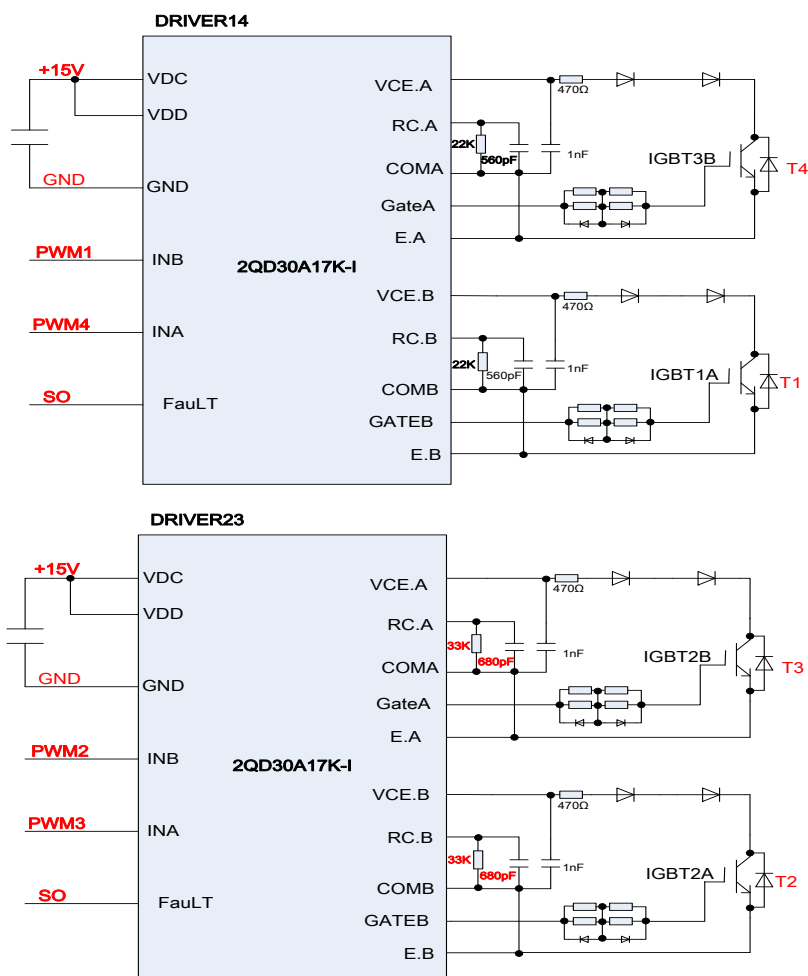 DRIVER14
+15V
VDC
VDD
GND
GND
PWM1
INB
PWM4
INA
SO
FauLT
2QD30A17K-I
VCE.A
RC.A
COMA
GateA
E.A
VCE.B
RC.B
COMB
GATEB
E.B
470Ω
22K
560pF
1nF
IGBT3B
T4
470Ω
22K
560pF
1nF
IGBT1A
T1
DRIVER23
+15V
VDC
VDD
GND
GND
PWM2
INB
PWM3
INA
SO
FauLT
2QD30A17K-I
VCE.A
RC.A
COMA
GateA
E.A
VCE.B
RC.B
COMB
GATEB
E.B
470Ω
33K
680pF
1nF
IGBT2B
T3
470Ω
33K
680pF
1nF
IGBT2A
T2